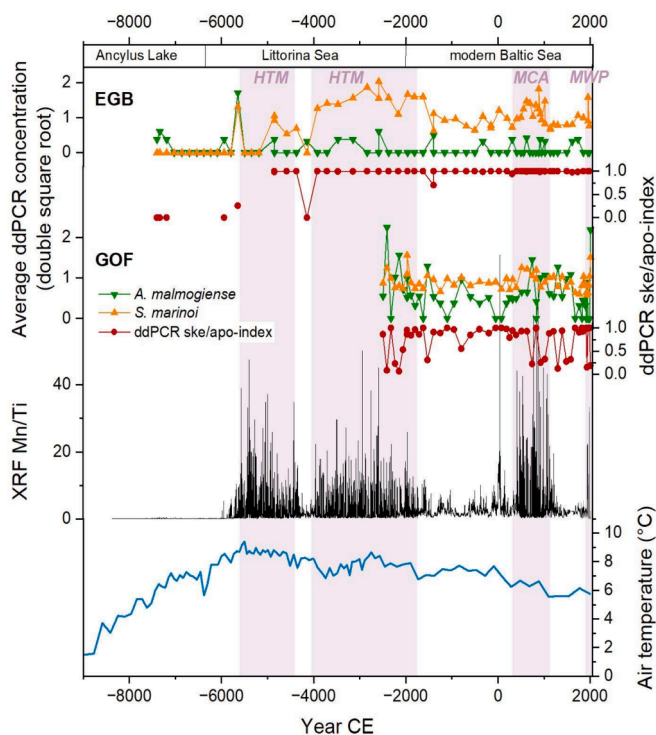 −8000 −6000 −4000 −2000 0 2000
Ancylus Lake Littorina Sea modern Baltic Sea
HTM HTM MCA MWP
EGB
2
1
0
1.0
0.5
0.0
GOF
2
1
0
A. malmogiense
S. marinoi
ddPCR ske/apo-index
1.0
0.5
0.0
Average ddPCR concentration
(double square root)
ddPCR ske/apo-index
40
20
0
XRF Mn/Ti
10
8
6
4
2
0
Air temperature (°C)
−8000 −6000 −4000 −2000 0 2000
Year CE